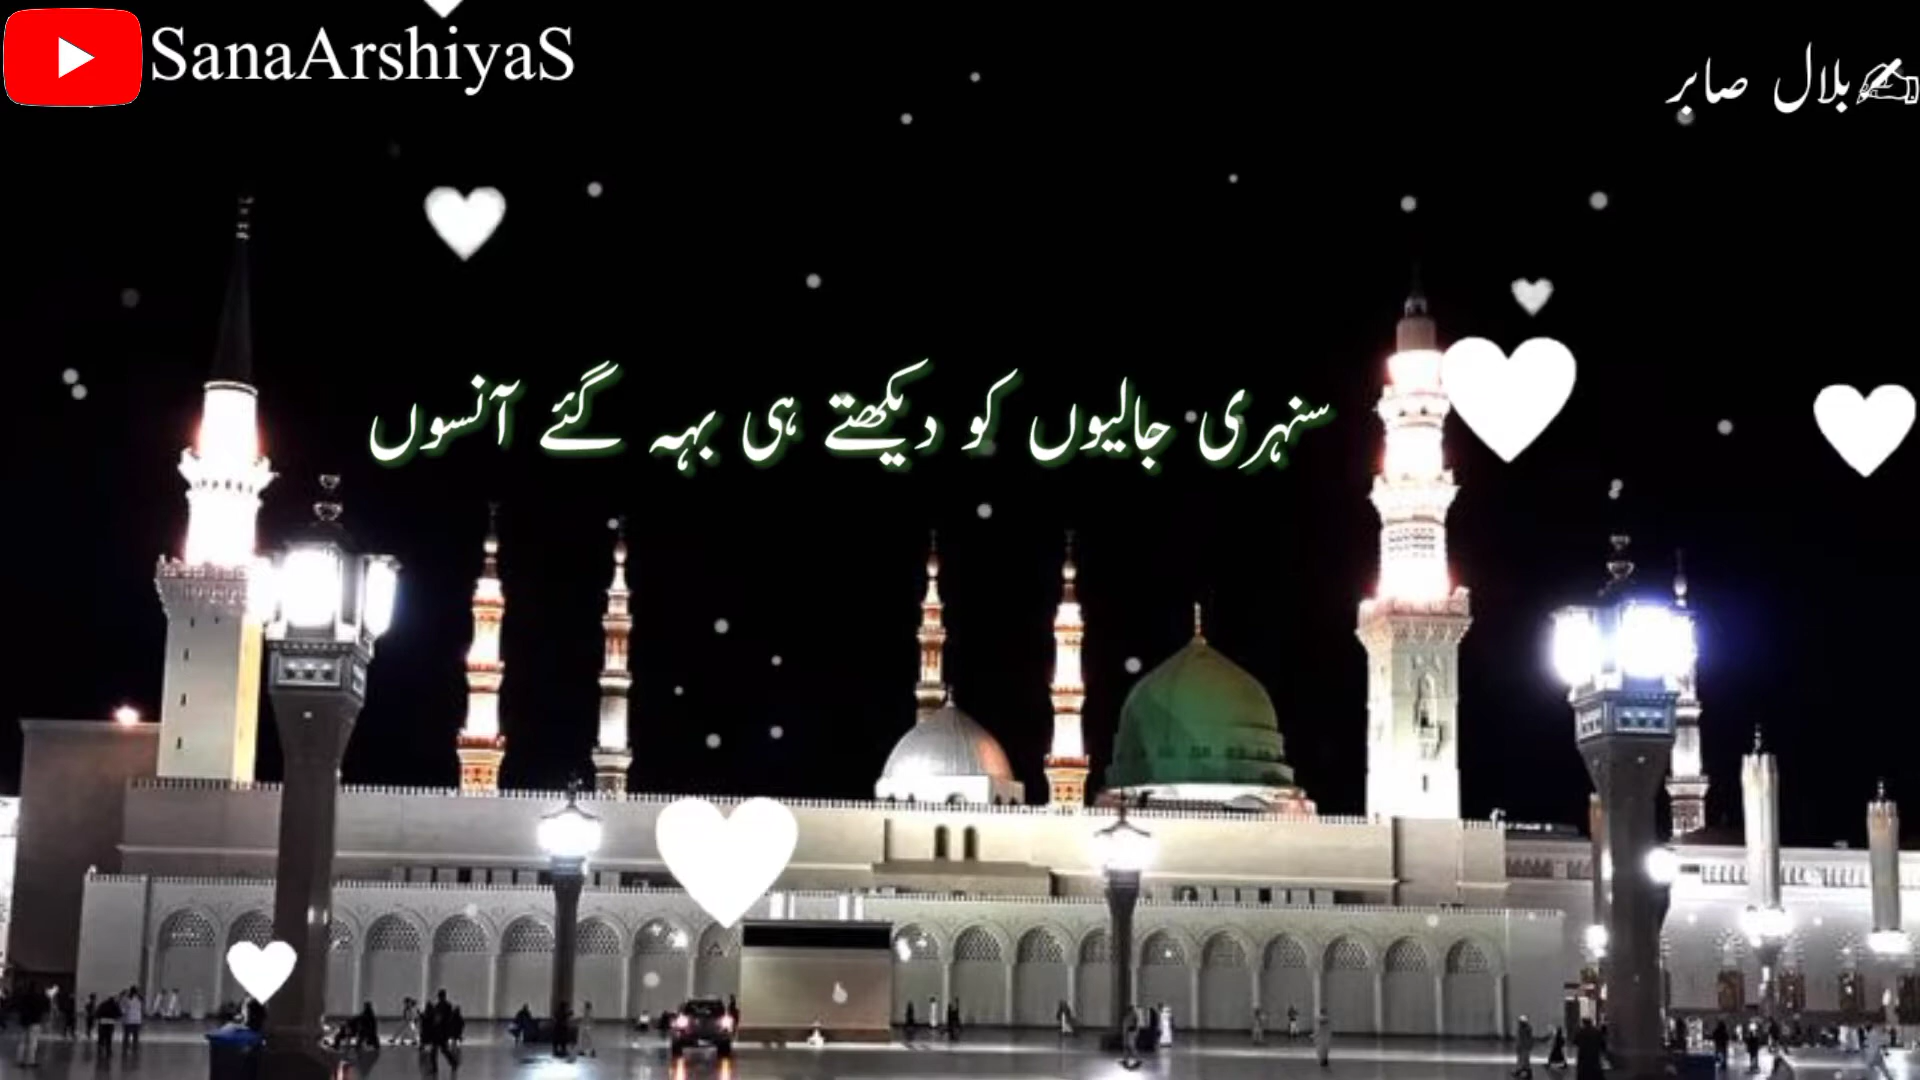 SanaArshiyaS
✍بلال صابر
سنہری جالیوں کو دیکھتے ہی بہہ گئے آنسوں